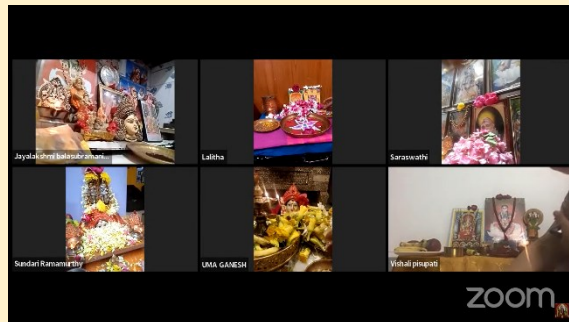 Jayalakshmi balasubramani...
Lalitha
Saraswathi
Sundari Ramamurthy
UMA GANESH
Vishali pisupati
zoom